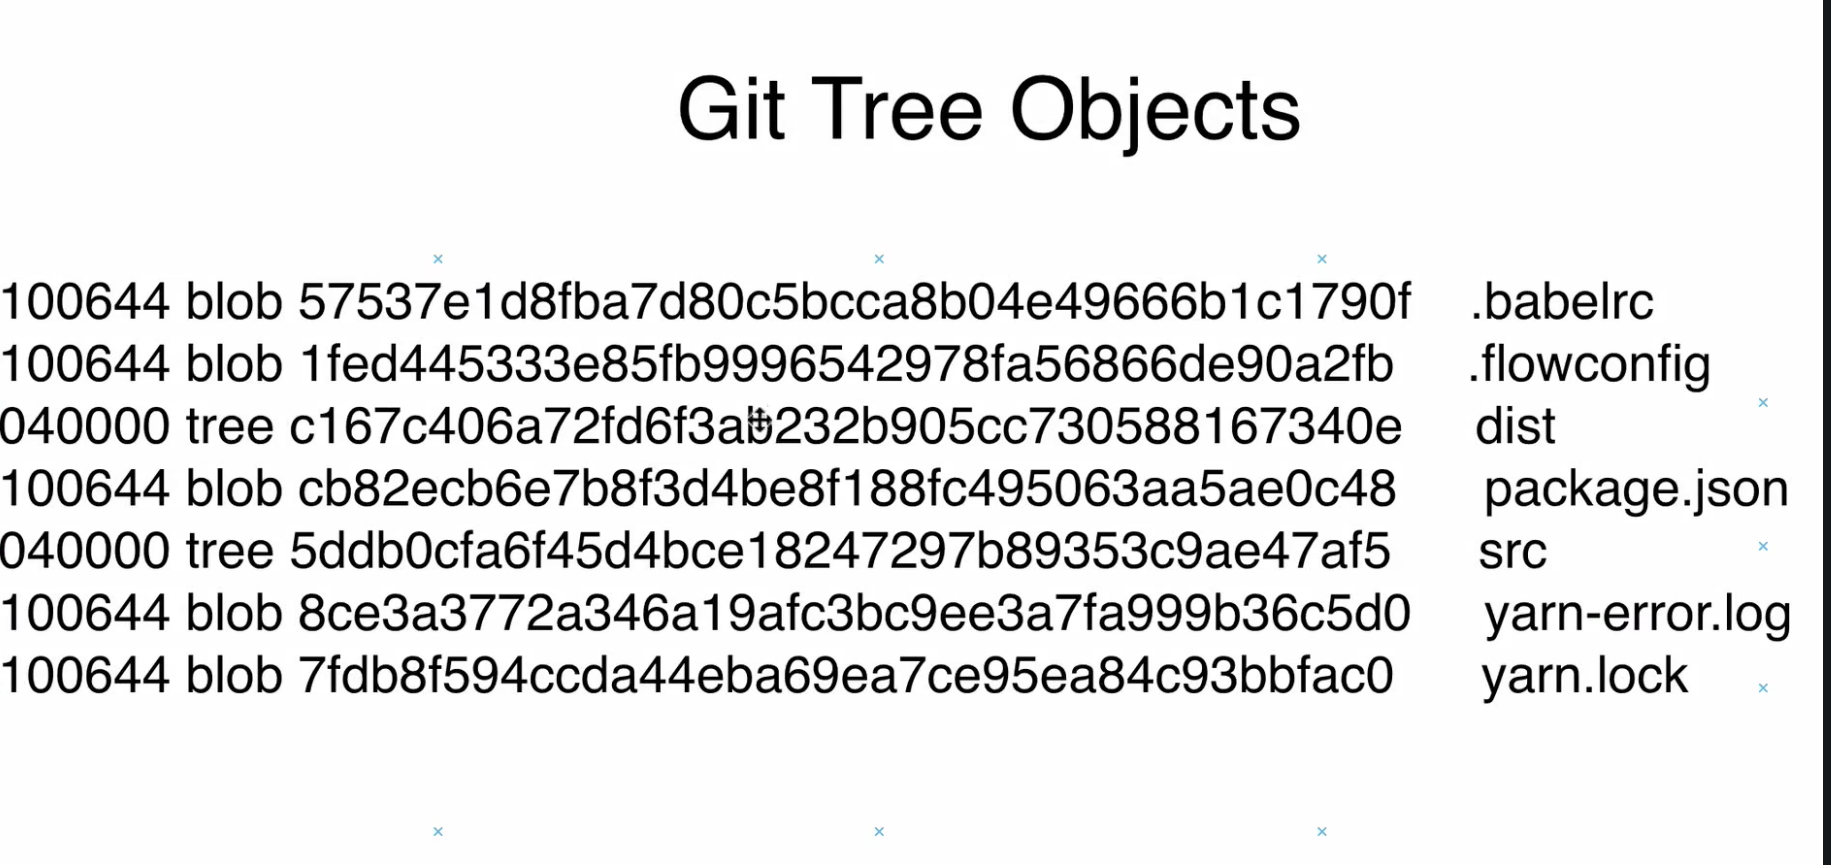 Git Tree Objects
100644 blob 57537e1d8fba7d80c5bcca8b04e49666b1c1790f .babelrc
100644 blob 1fed445333e85fb9996542978fa56866de90a2fb .flowconfig
040000 tree c167c406a72fd6f3ab232b905cc730588167340e dist
100644 blob cb82ecb6e7b8f3d4be8f188fc495063aa5ae0c48 package.json
040000 tree 5ddb0cfa6f45d4bce18247297b89353c9ae47af5 src
100644 blob 8ce3a3772a346a19afc3bc9ee3a7fa999b36c5d0 yarn-error.log
100644 blob 7fdb8f594ccda44eba69ea7ce95ea84c93bbfac0 yarn.lock